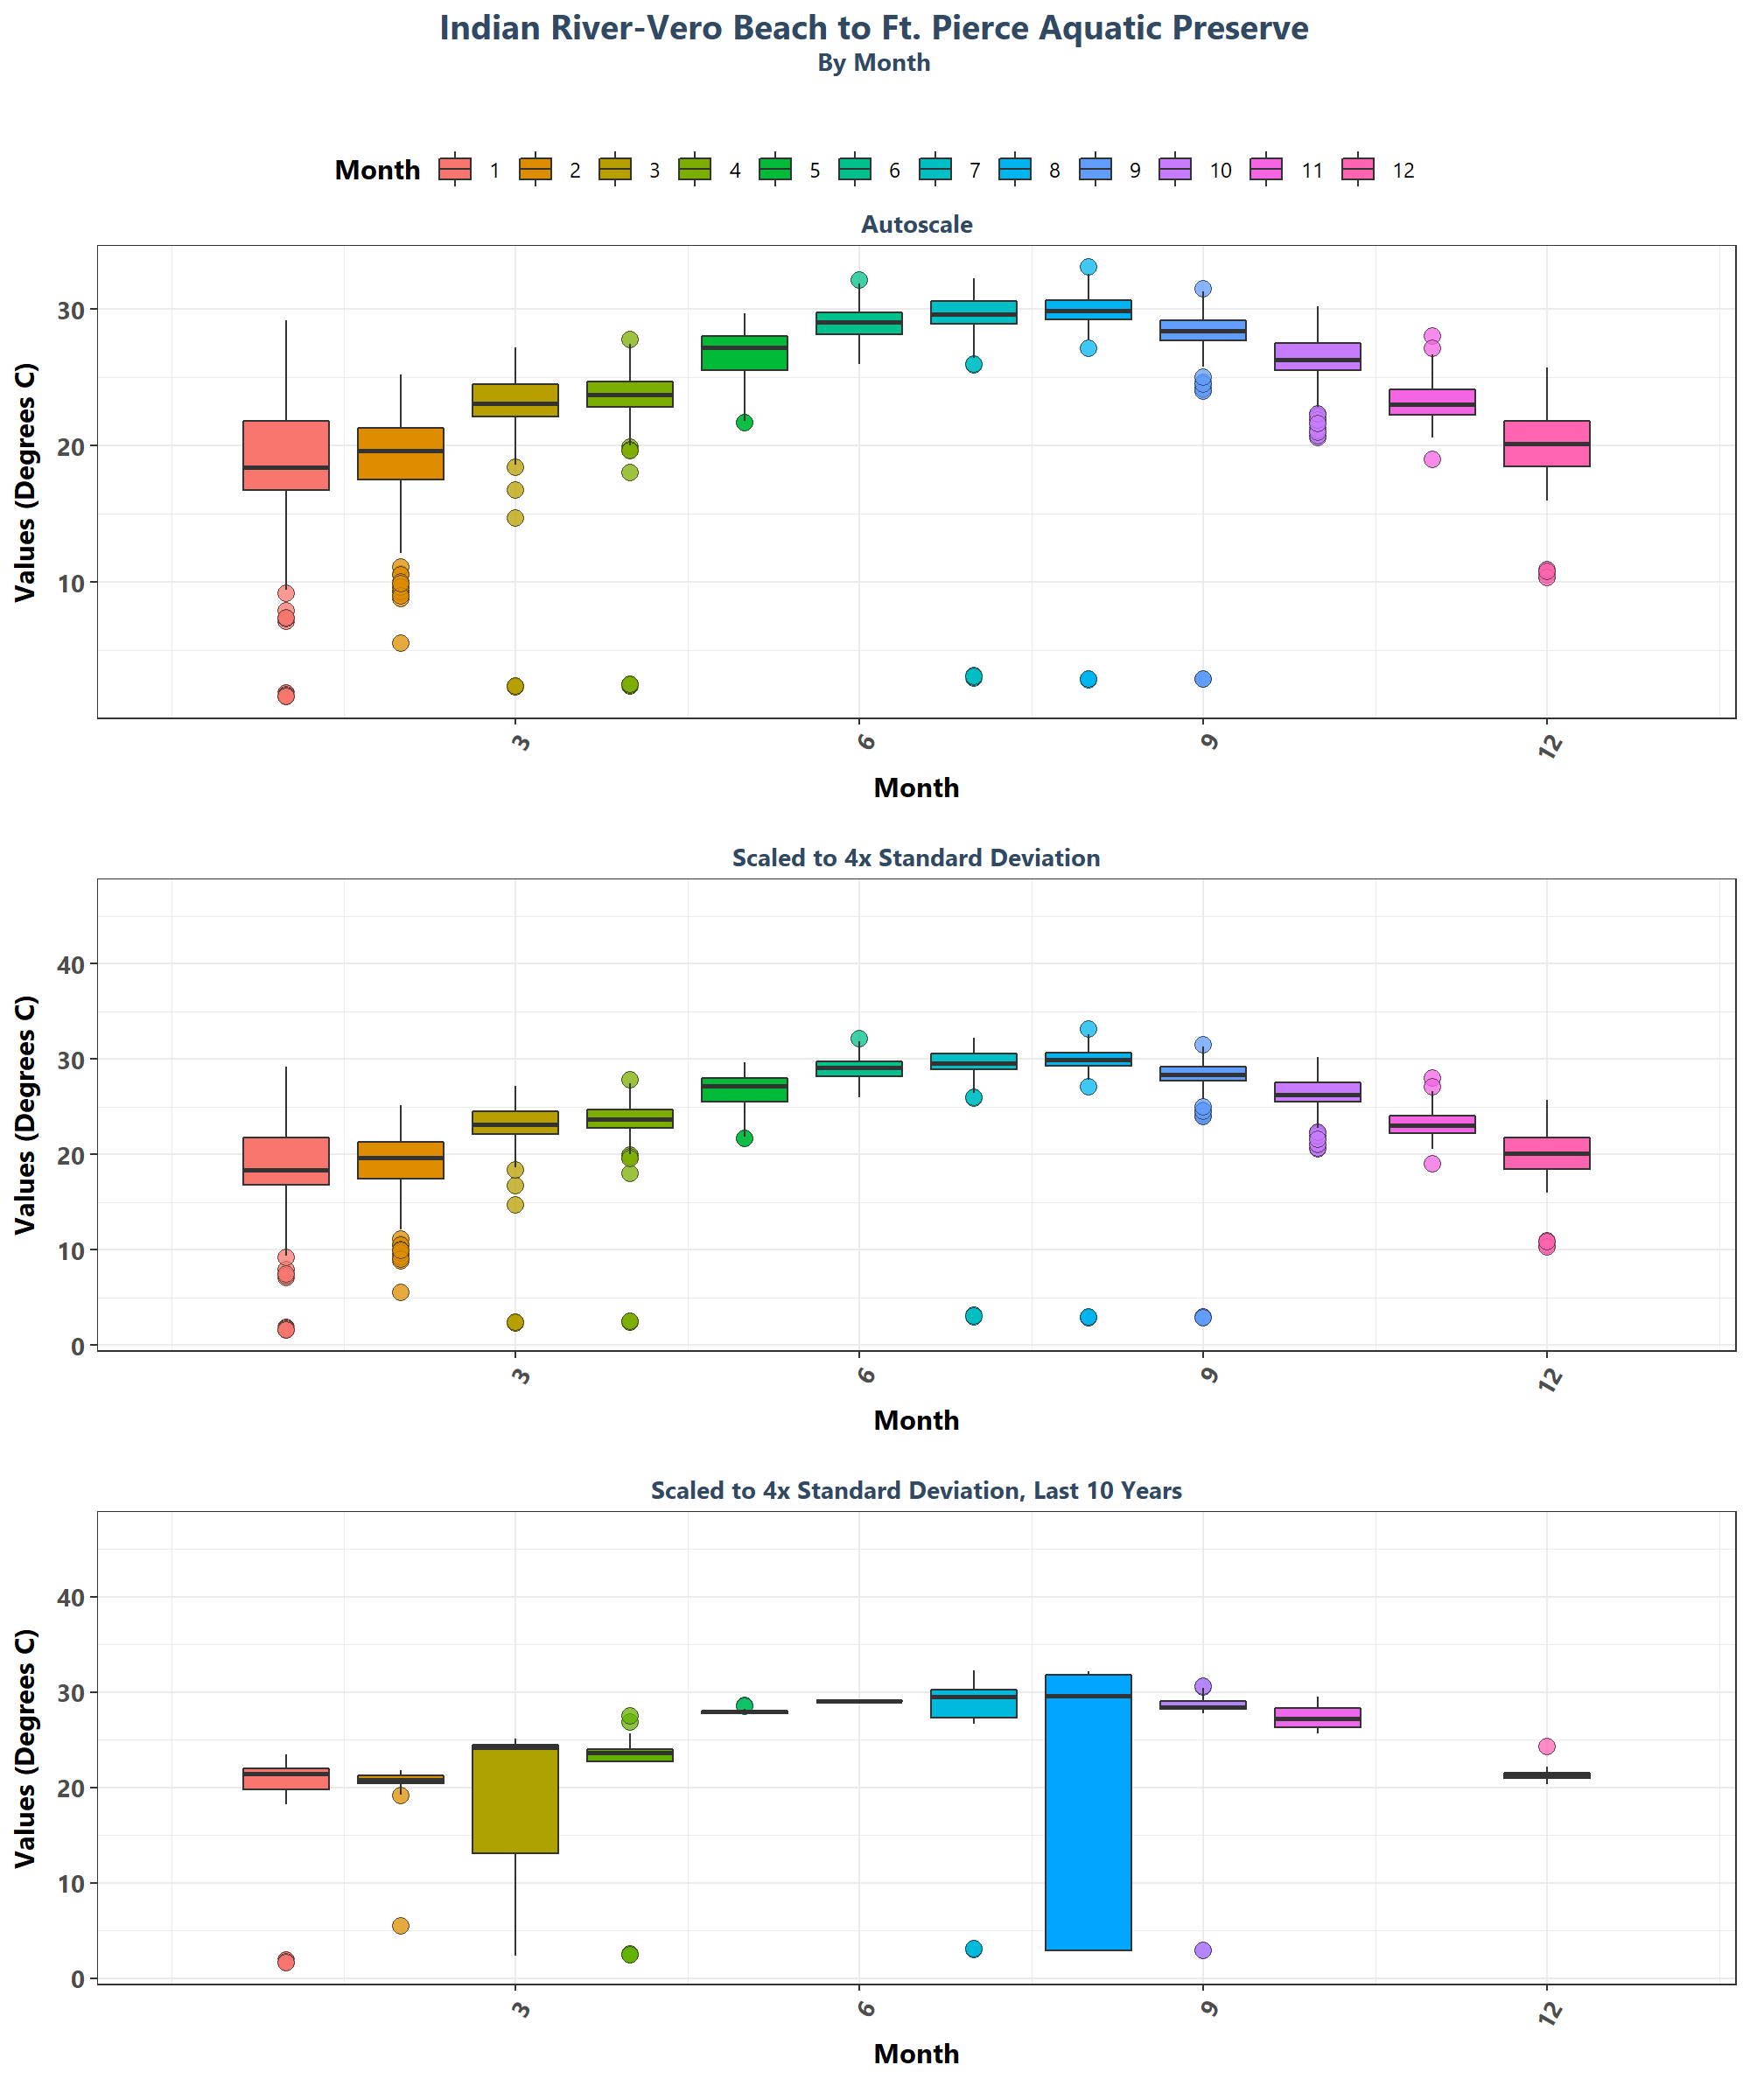 Indian River-Vero Beach to Ft. Pierce Aquatic Preserve
By Month
Month 1 2 3 4 5 6 7 8 9 10 11 12
Autoscale
Values (Degrees C)
30
20
10
3 6 9 12
Month
Scaled to 4x Standard Deviation
Values (Degrees C)
40
30
20
10
0
3 6 9 12
Month
Scaled to 4x Standard Deviation, Last 10 Years
Values (Degrees C)
40
30
20
10
0
3 6 9 12
Month